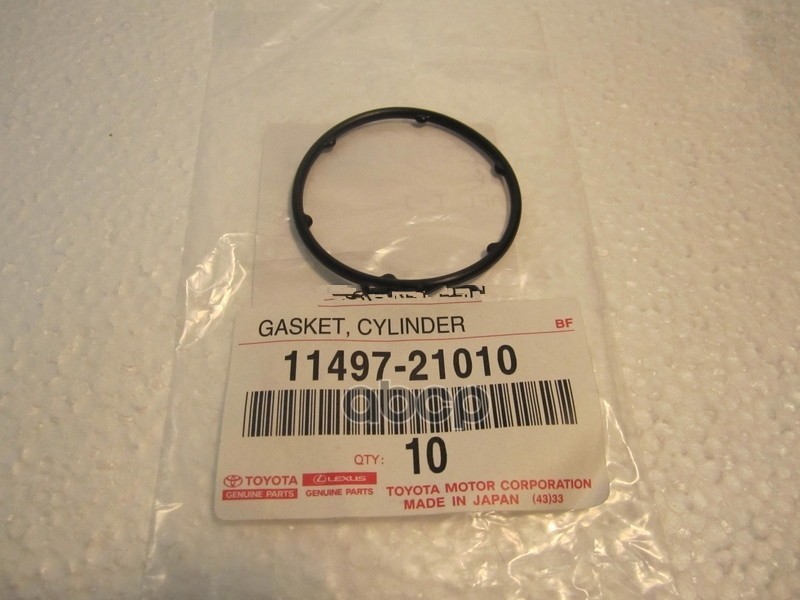 GASKET, CYLINDER BF
11497-21010
abcp
QTY: 10
TOYOTA LEXUS
GENUINE PARTS GENUINE PARTS
TOYOTA MOTOR CORPORATION
MADE IN JAPAN (43)33